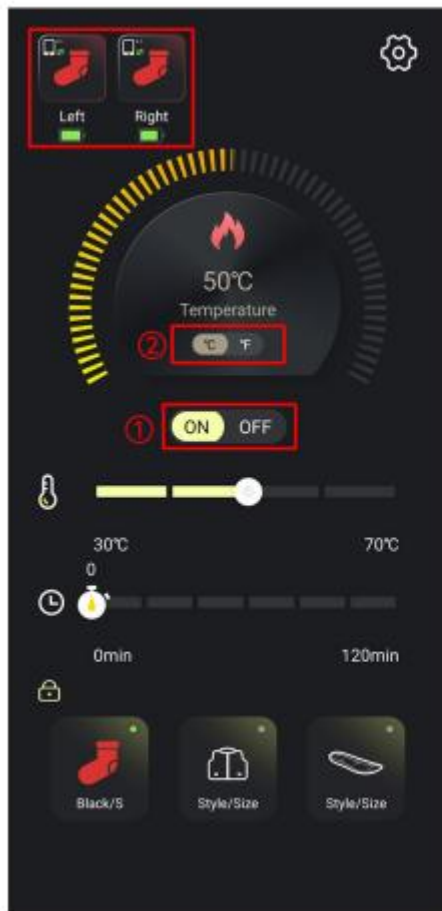 Left Right
50℃
Temperature
② ℃ ℉
① ON OFF
30℃ 70℃
0
0min 120min
Black/S Style/Size Style/Size